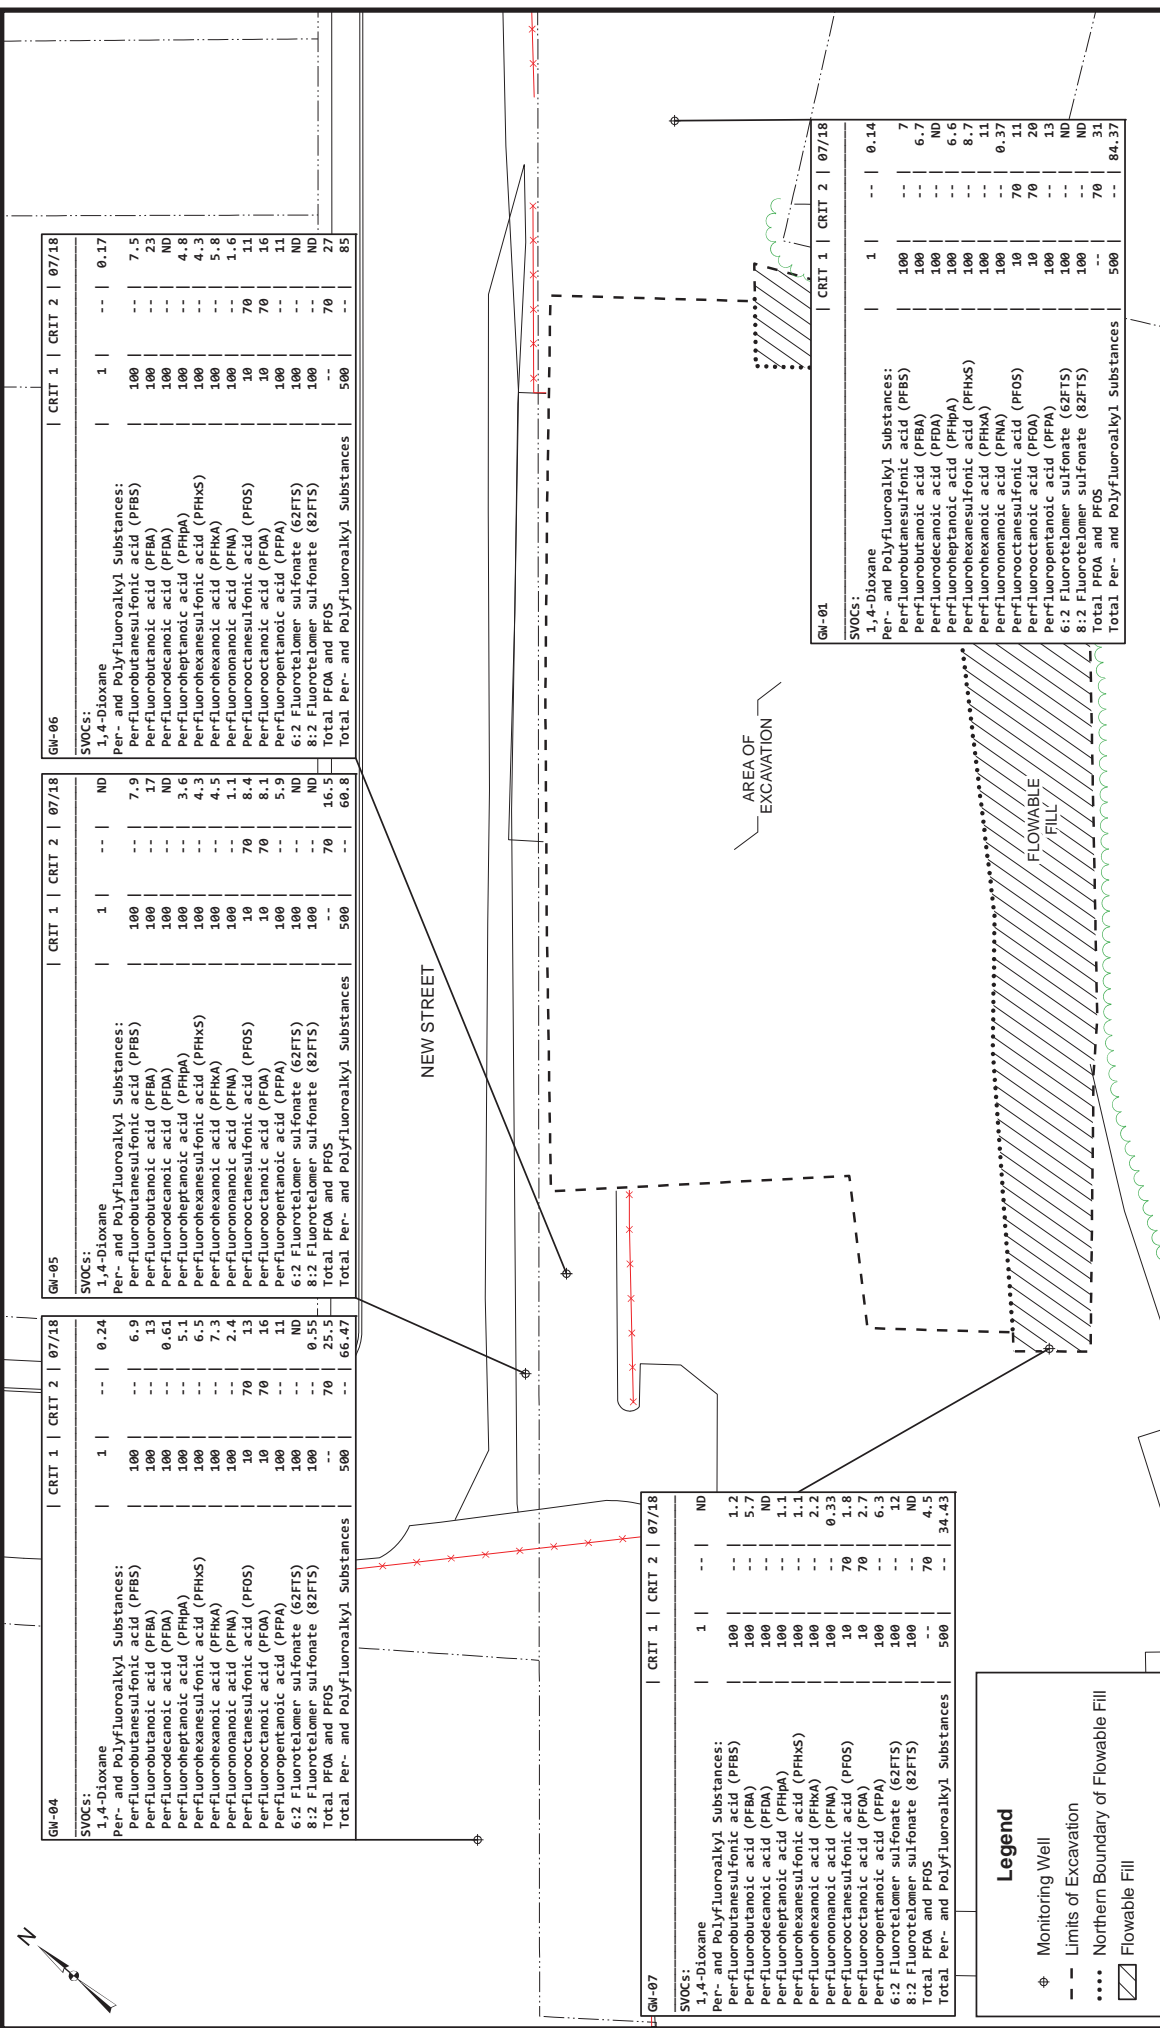 N
GW-04 | CRIT 1 | CRIT 2 | 07/18
SVOCs:
1,4-Dioxane | 1 | -- | 0.24
Per- and Polyfluoroalkyl Substances:
Perfluorobutanesulfonic acid (PFBS) | 100 | -- | 6.9
Perfluorobutanoic acid (PFBA) | 100 | -- | 13
Perfluorodecanoic acid (PFDA) | 100 | -- | 0.61
Perfluoroheptanoic acid (PFHpA) | 100 | -- | 5.1
Perfluorohexanesulfonic acid (PFHxS) | 100 | -- | 6.5
Perfluorohexanoic acid (PFHxA) | 100 | -- | 7.3
Perfluorononanoic acid (PFNA) | 100 | -- | 2.4
Perfluorooctanesulfonic acid (PFOS) | 10 | 70 | 13
Perfluorooctanoic acid (PFOA) | 10 | 70 | 16
Perfluoropentanoic acid (PFPA) | 100 | -- | 11
6:2 Fluorotelomer sulfonate (62FTS) | 100 | -- | ND
8:2 Fluorotelomer sulfonate (82FTS) | 100 | -- | 0.55
Total PFOA and PFOS | -- | 70 | 25.5
Total Per- and Polyfluoroalkyl Substances | 500 | -- | 66.47
GW-05 | CRIT 1 | CRIT 2 | 07/18
SVOCs:
1,4-Dioxane | 1 | -- | ND
Per- and Polyfluoroalkyl Substances:
Perfluorobutanesulfonic acid (PFBS) | 100 | -- | 7.9
Perfluorobutanoic acid (PFBA) | 100 | -- | 17
Perfluorodecanoic acid (PFDA) | 100 | -- | ND
Perfluoroheptanoic acid (PFHpA) | 100 | -- | 3.6
Perfluorohexanesulfonic acid (PFHxS) | 100 | -- | 4.3
Perfluorohexanoic acid (PFHxA) | 100 | -- | 4.5
Perfluorononanoic acid (PFNA) | 100 | -- | 1.1
Perfluorooctanesulfonic acid (PFOS) | 10 | 70 | 8.4
Perfluorooctanoic acid (PFOA) | 10 | 70 | 8.1
Perfluoropentanoic acid (PFPA) | 100 | -- | 5.9
6:2 Fluorotelomer sulfonate (62FTS) | 100 | -- | ND
8:2 Fluorotelomer sulfonate (82FTS) | 100 | -- | ND
Total PFOA and PFOS | -- | 70 | 16.5
Total Per- and Polyfluoroalkyl Substances | 500 | -- | 60.8
GW-06 | CRIT 1 | CRIT 2 | 07/18
SVOCs:
1,4-Dioxane | 1 | -- | 0.17
Per- and Polyfluoroalkyl Substances:
Perfluorobutanesulfonic acid (PFBS) | 100 | -- | 7.5
Perfluorobutanoic acid (PFBA) | 100 | -- | 23
Perfluorodecanoic acid (PFDA) | 100 | -- | ND
Perfluoroheptanoic acid (PFHpA) | 100 | -- | 4.8
Perfluorohexanesulfonic acid (PFHxS) | 100 | -- | 4.3
Perfluorohexanoic acid (PFHxA) | 100 | -- | 5.8
Perfluorononanoic acid (PFNA) | 100 | -- | 1.6
Perfluorooctanesulfonic acid (PFOS) | 10 | 70 | 11
Perfluorooctanoic acid (PFOA) | 10 | 70 | 16
Perfluoropentanoic acid (PFPA) | 100 | -- | 11
6:2 Fluorotelomer sulfonate (62FTS) | 100 | -- | ND
8:2 Fluorotelomer sulfonate (82FTS) | 100 | -- | ND
Total PFOA and PFOS | -- | 70 | 27
Total Per- and Polyfluoroalkyl Substances | 500 | -- | 85
NEW STREET
GW-07 | CRIT 1 | CRIT 2 | 07/18
SVOCs:
1,4-Dioxane | 1 | -- | ND
Per- and Polyfluoroalkyl Substances:
Perfluorobutanesulfonic acid (PFBS) | 100 | -- | 1.2
Perfluorobutanoic acid (PFBA) | 100 | -- | 5.7
Perfluorodecanoic acid (PFDA) | 100 | -- | ND
Perfluoroheptanoic acid (PFHpA) | 100 | -- | 1.1
Perfluorohexanesulfonic acid (PFHxS) | 100 | -- | 1.1
Perfluorohexanoic acid (PFHxA) | 100 | -- | 2.2
Perfluorononanoic acid (PFNA) | 100 | -- | 0.33
Perfluorooctanesulfonic acid (PFOS) | 10 | 70 | 1.8
Perfluorooctanoic acid (PFOA) | 10 | 70 | 2.7
Perfluoropentanoic acid (PFPA) | 100 | -- | 6.3
6:2 Fluorotelomer sulfonate (62FTS) | 100 | -- | 12
8:2 Fluorotelomer sulfonate (82FTS) | 100 | -- | ND
Total PFOA and PFOS | -- | 70 | 4.5
Total Per- and Polyfluoroalkyl Substances | 500 | -- | 34.43
AREA OF
EXCAVATION
GW-01 | CRIT 1 | CRIT 2 | 07/18
SVOCs:
1,4-Dioxane | 1 | -- | 0.14
Per- and Polyfluoroalkyl Substances:
Perfluorobutanesulfonic acid (PFBS) | 100 | -- | 7
Perfluorobutanoic acid (PFBA) | 100 | -- | 6.7
Perfluorodecanoic acid (PFDA) | 100 | -- | ND
Perfluoroheptanoic acid (PFHpA) | 100 | -- | 6.6
Perfluorohexanesulfonic acid (PFHxS) | 100 | -- | 8.7
Perfluorohexanoic acid (PFHxA) | 100 | -- | 11
Perfluorononanoic acid (PFNA) | 100 | -- | 0.37
Perfluorooctanesulfonic acid (PFOS) | 10 | 70 | 11
Perfluorooctanoic acid (PFOA) | 10 | 70 | 20
Perfluoropentanoic acid (PFPA) | 100 | -- | 13
6:2 Fluorotelomer sulfonate (62FTS) | 100 | -- | ND
8:2 Fluorotelomer sulfonate (82FTS) | 100 | -- | ND
Total PFOA and PFOS | -- | 70 | 31
Total Per- and Polyfluoroalkyl Substances | 500 | -- | 84.37
FLOWABLE
FILL
Legend
Monitoring Well
Limits of Excavation
Northern Boundary of Flowable Fill
Flowable Fill